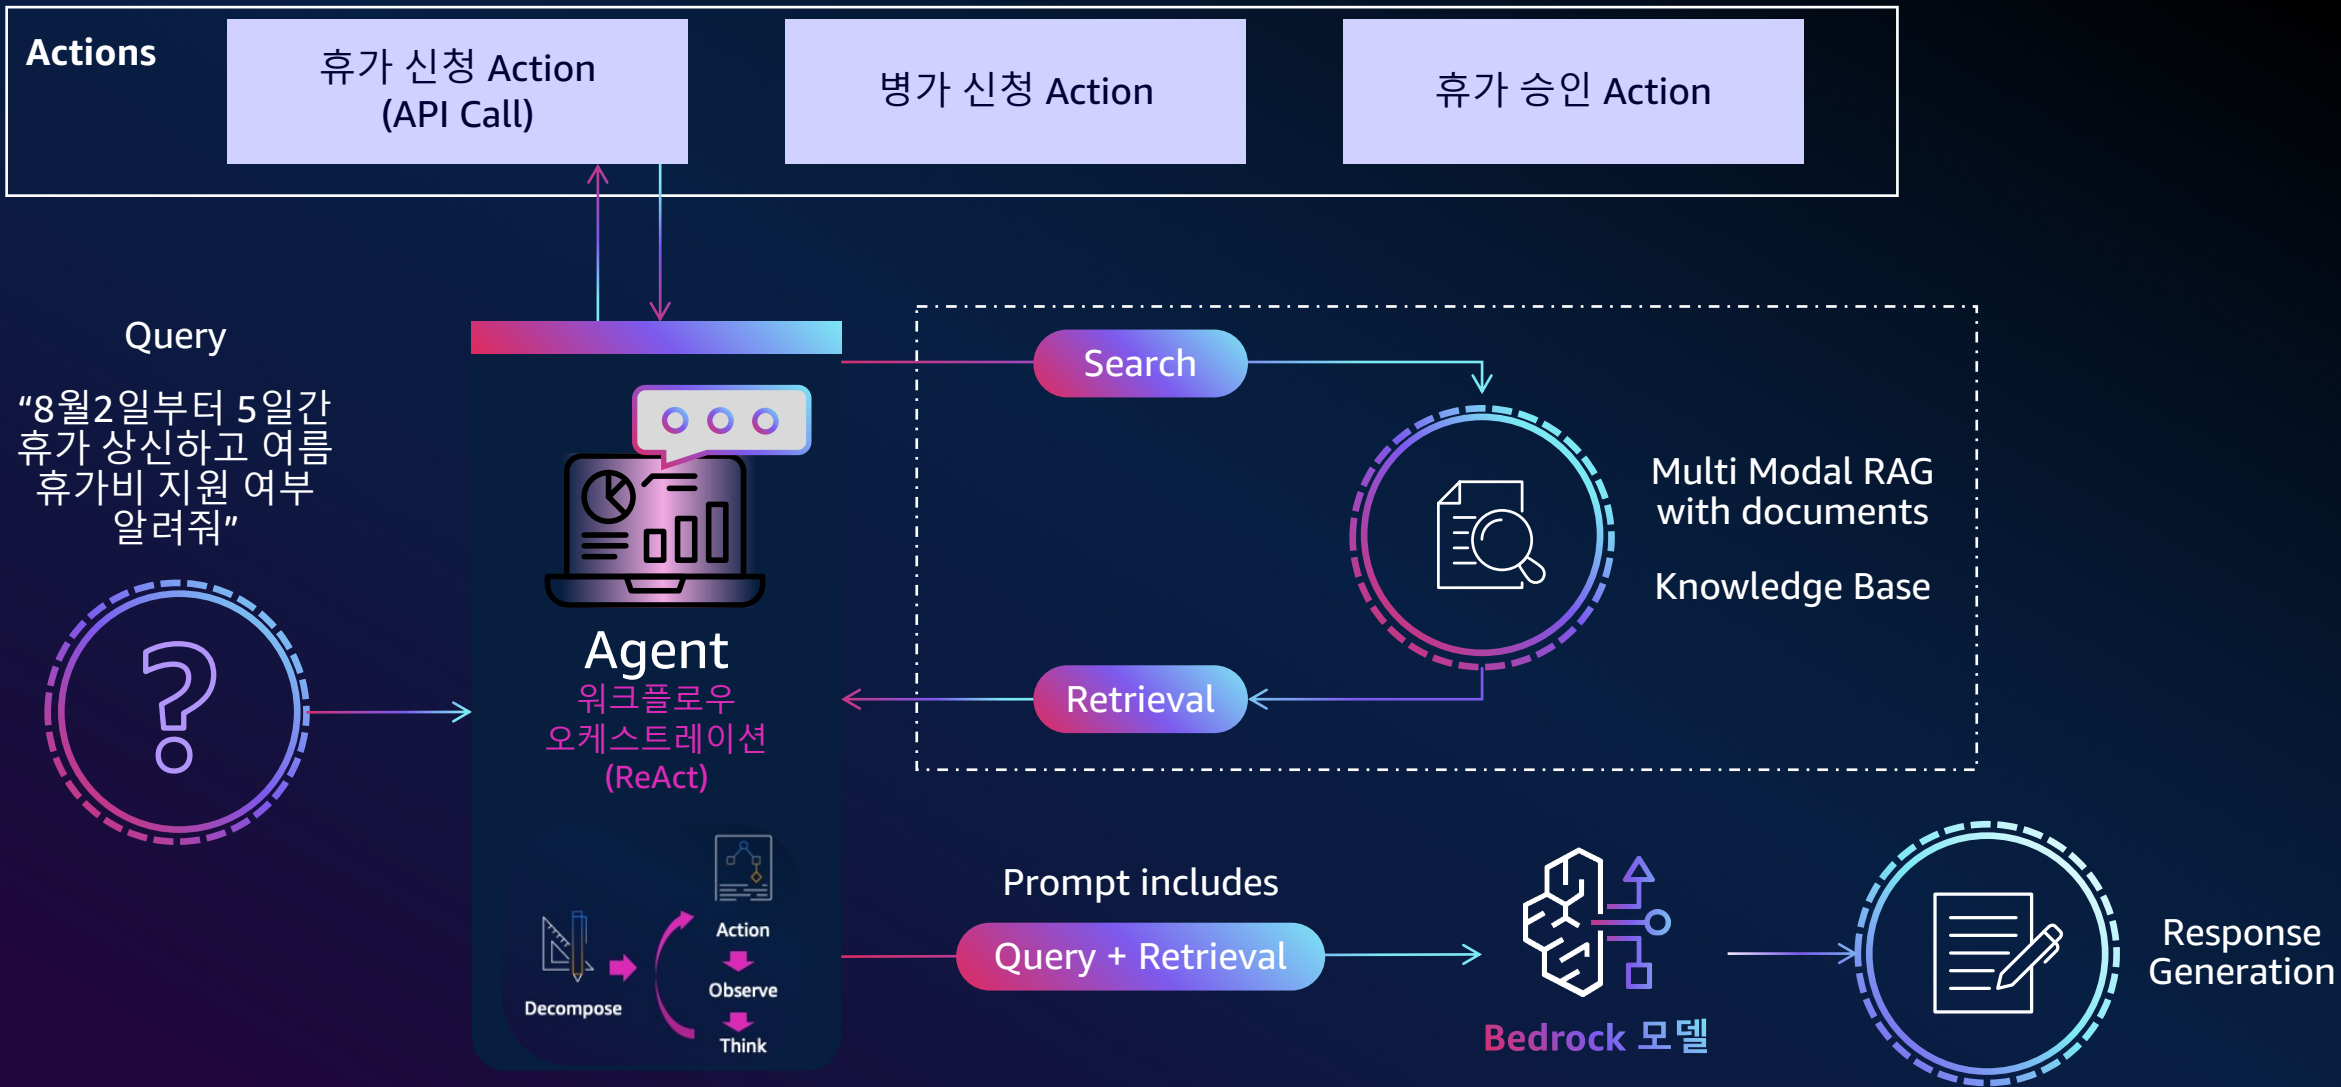 Actions
휴가 신청 Action
(API Call)
병가 신청 Action
휴가 승인 Action
Query
“8월2일부터 5일간
휴가 상신하고 여름
휴가비 지원 여부
알려줘”
Search
Multi Modal RAG
with documents
Knowledge Base
Agent
워크플로우
오케스트레이션
(ReAct)
Retrieval
Decompose
Action
Observe
Think
Prompt includes
Query + Retrieval
Bedrock 모델
Response
Generation